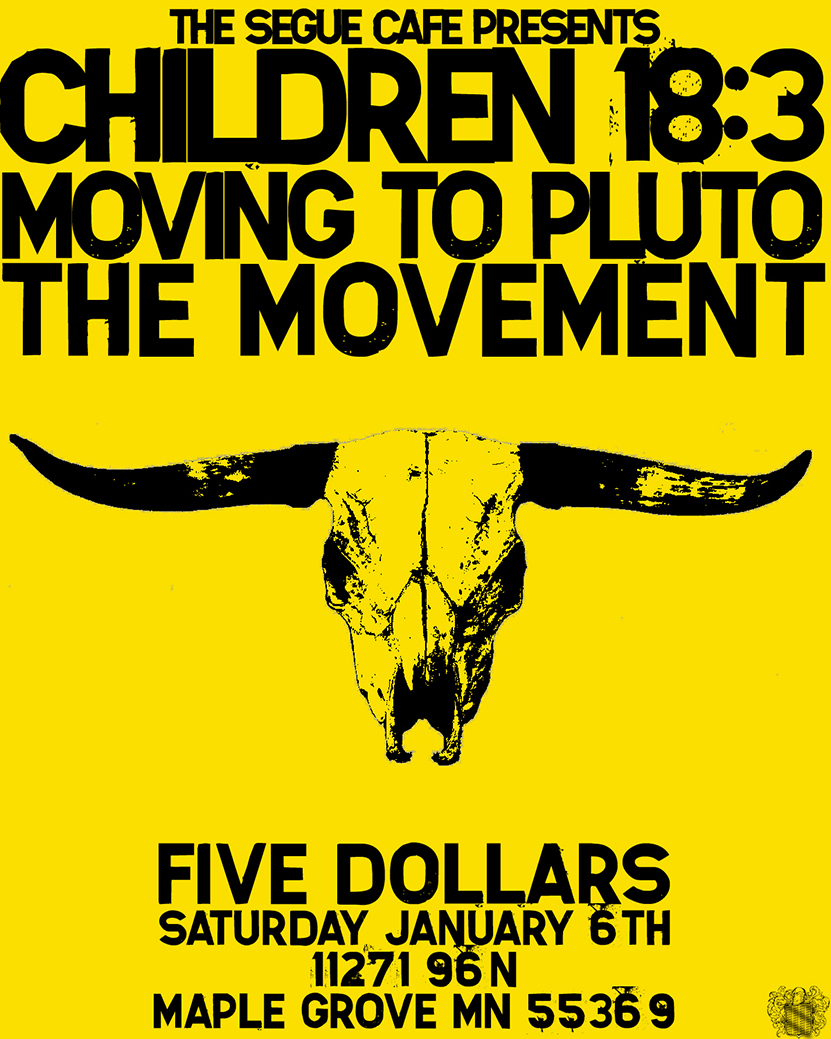 THE SEGUE CAFE PRESENTS
CHILDREN 18:3
MOVING TO PLUTO
THE MOVEMENT
FIVE DOLLARS
SATURDAY JANUARY 6TH
11271 96 N
MAPLE GROVE MN 55369